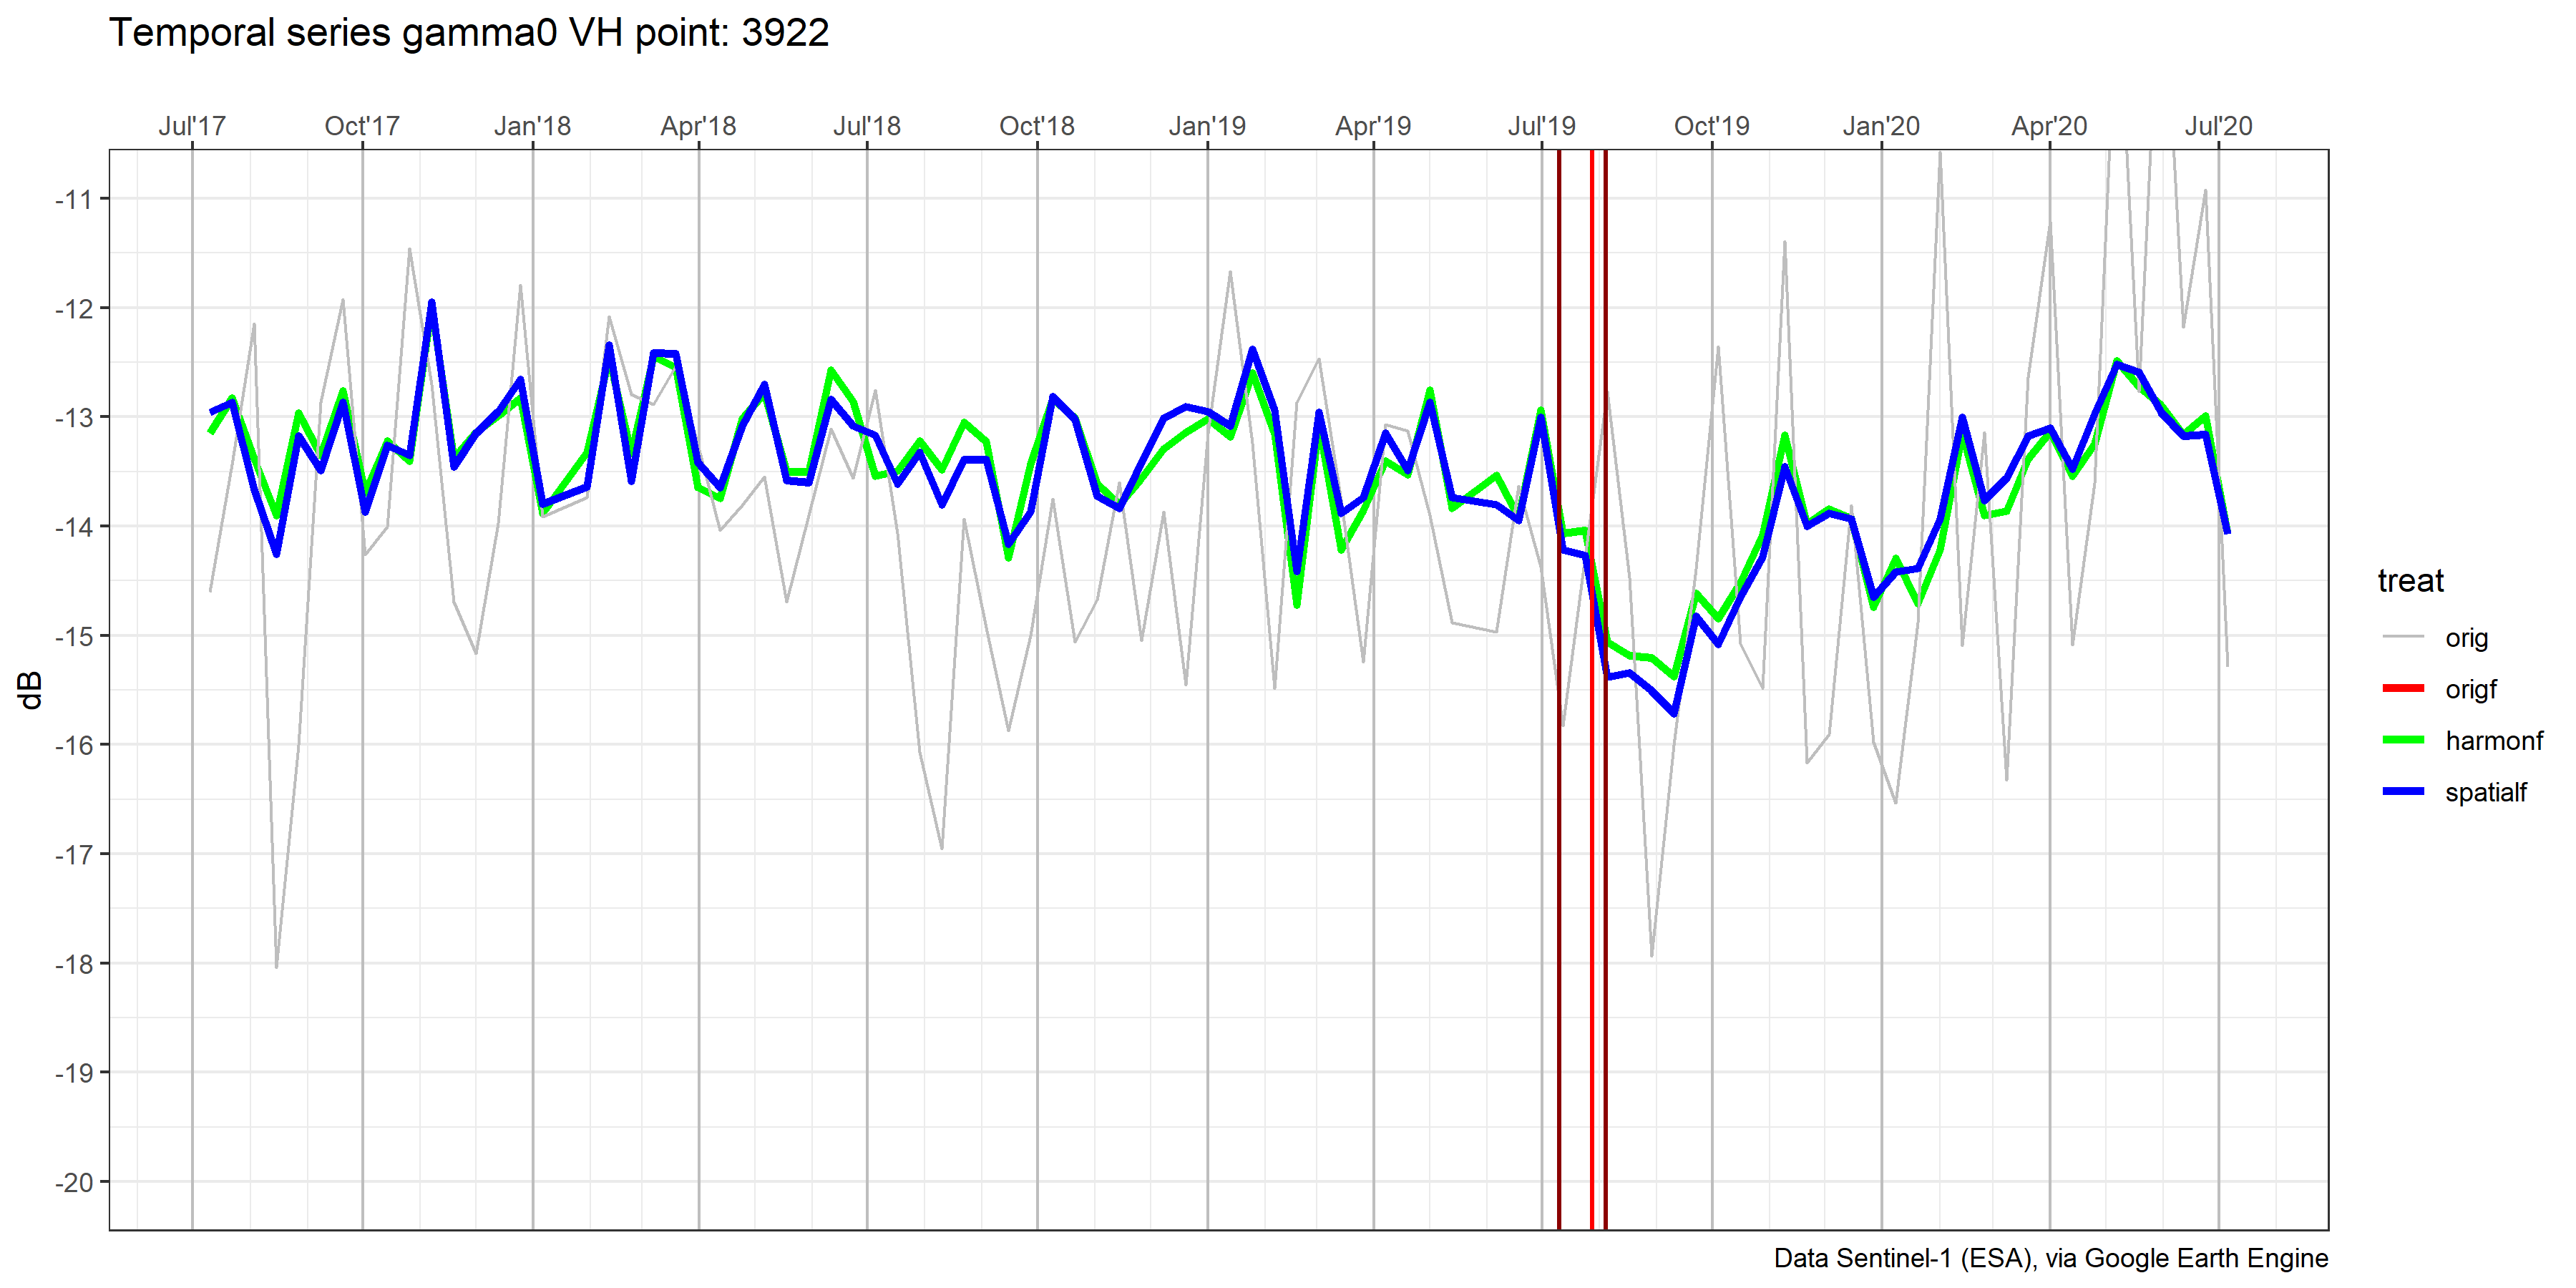 Temporal series gamma0 VH point: 3922
Jul'17 Oct'17 Jan'18 Apr'18 Jul'18 Oct'18 Jan'19 Apr'19 Jul'19 Oct'19 Jan'20 Apr'20 Jul'20
-11
-12
-13
-14
-15
-16
-17
-18
-19
-20
dB
treat
orig
origf
harmonf
spatialf
Data Sentinel-1 (ESA), via Google Earth Engine